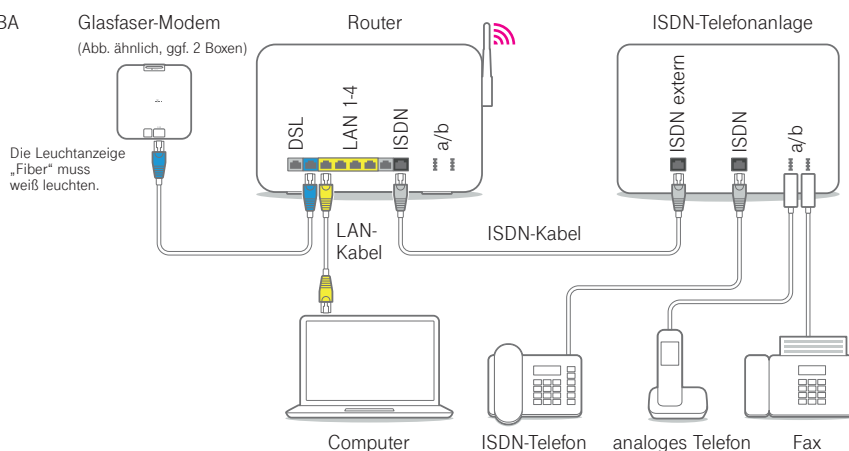 BA
Glasfaser-Modem
(Abb. ähnlich, ggf. 2 Boxen)
Router
ISDN-Telefonanlage
DSL
LAN 1-4
ISDN
a/b
ISDN extern
ISDN
a/b
Die Leuchtanzeige
„Fiber“ muss
weiß leuchten.
LAN-
Kabel
ISDN-Kabel
Computer
ISDN-Telefon
analoges Telefon
Fax